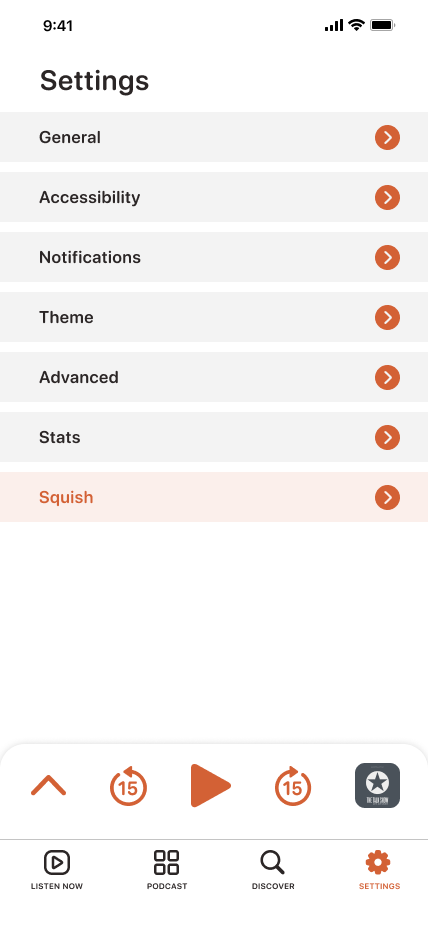 9:41
Settings
General
Accessibility
Notifications
Theme
Advanced
Stats
Squish
15
15
THE TALK SHOW
LISTEN NOW
PODCAST
DISCOVER
SETTINGS